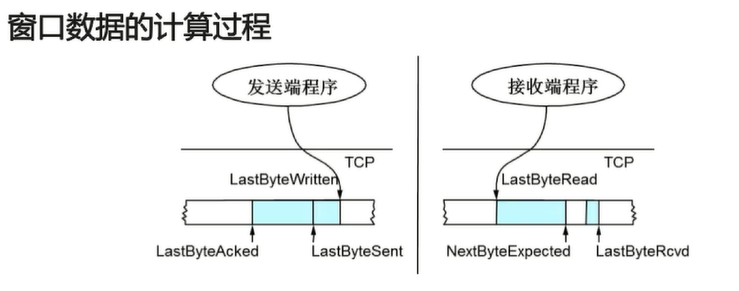 窗口数据的计算过程
发送端程序
接收端程序
TCP
TCP
LastByteWritten
LastByteRead
LastByteAcked
LastByteSent
NextByteExpected
LastByteRcvd